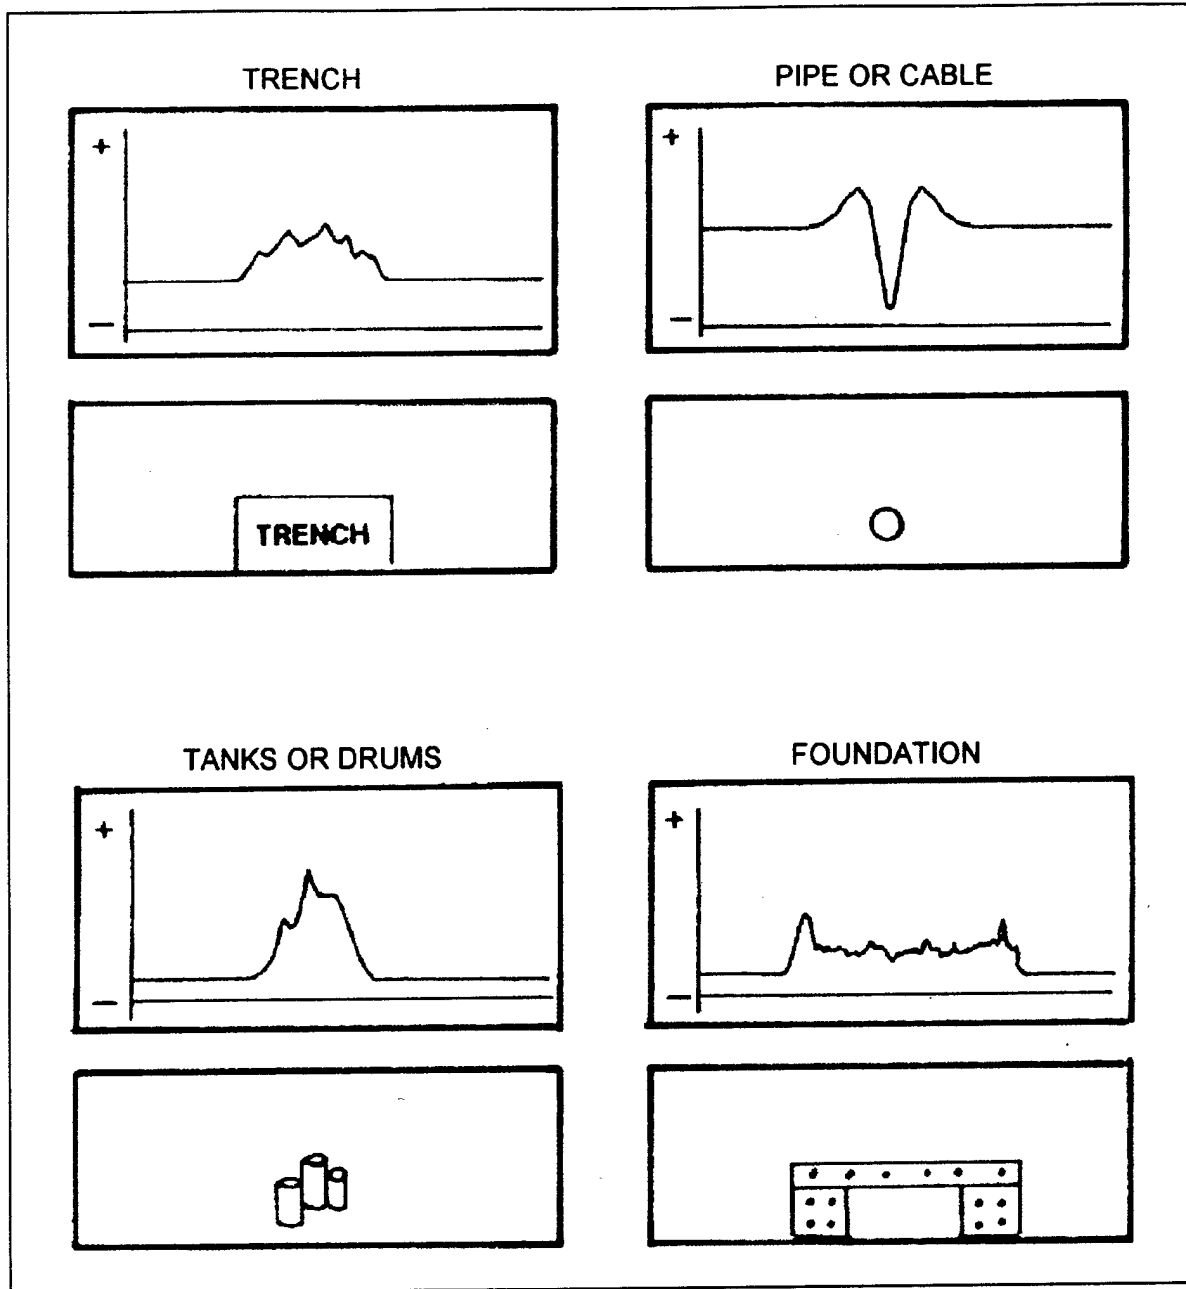 TRENCH
PIPE OR CABLE
+
+
—
—
TRENCH
TANKS OR DRUMS
FOUNDATION
+
+
—
—